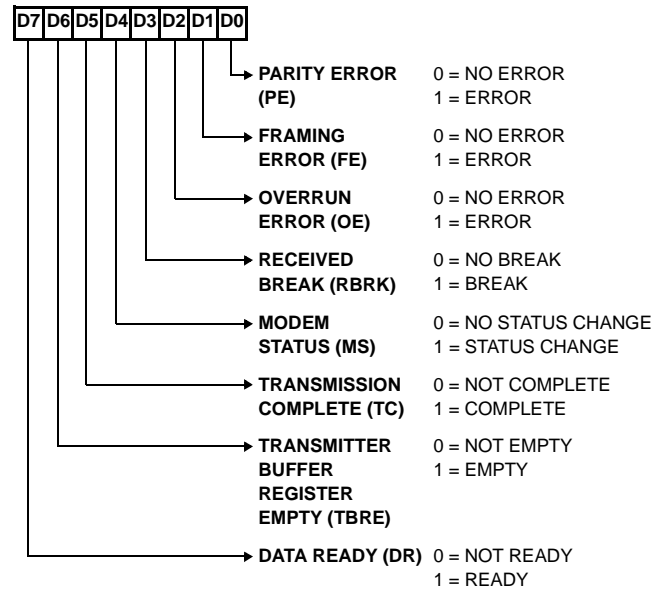 D7 D6 D5 D4 D3 D2 D1 D0
PARITY ERROR 0 = NO ERROR
(PE) 1 = ERROR
FRAMING 0 = NO ERROR
ERROR (FE) 1 = ERROR
OVERRUN 0 = NO ERROR
ERROR (OE) 1 = ERROR
RECEIVED 0 = NO BREAK
BREAK (RBRK) 1 = BREAK
MODEM 0 = NO STATUS CHANGE
STATUS (MS) 1 = STATUS CHANGE
TRANSMISSION 0 = NOT COMPLETE
COMPLETE (TC) 1 = COMPLETE
TRANSMITTER 0 = NOT EMPTY
BUFFER 1 = EMPTY
REGISTER
EMPTY (TBRE)
DATA READY (DR) 0 = NOT READY
1 = READY